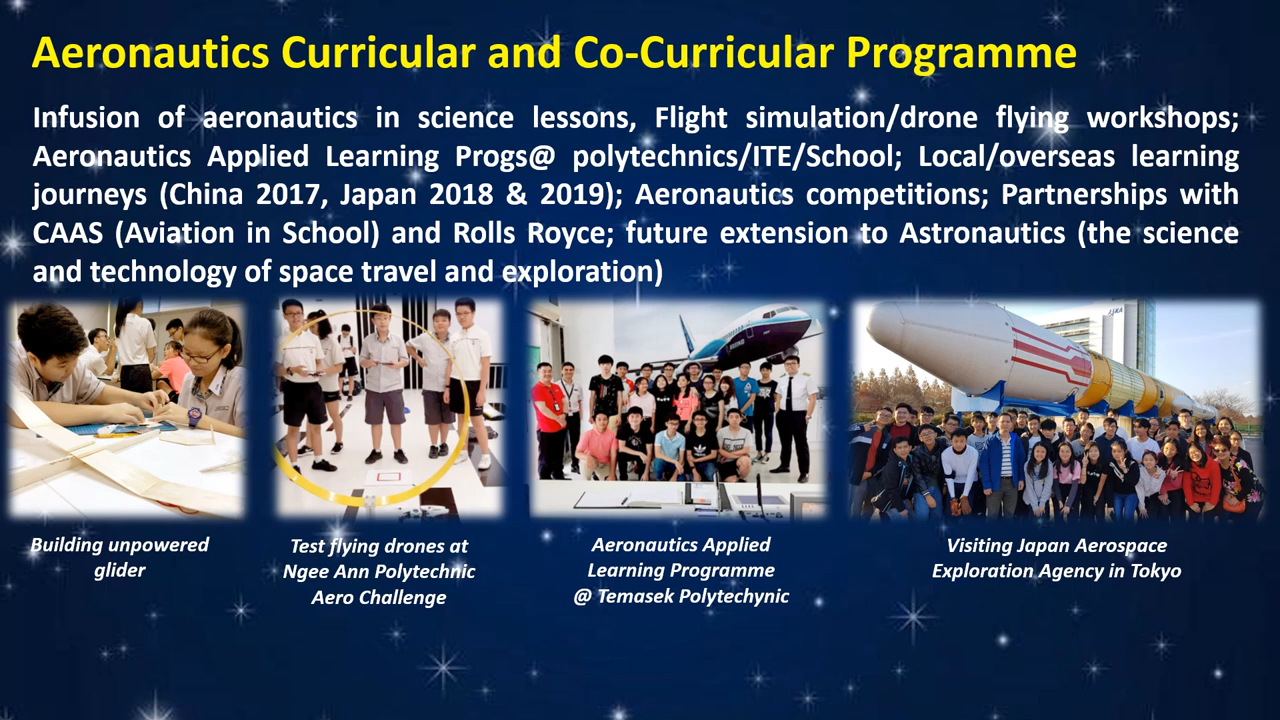 Aeronautics Curricular and Co-Curricular Programme
Infusion of aeronautics in science lessons, Flight simulation/drone flying workshops;
Aeronautics Applied Learning Progs@ polytechnics/ITE/School; Local/overseas learning
journeys (China 2017, Japan 2018 & 2019); Aeronautics competitions; Partnerships with
CAAS (Aviation in School) and Rolls Royce; future extension to Astronautics (the science
and technology of space travel and exploration)
JAXA
BOEING
Building unpowered
glider
Test flying drones at
Ngee Ann Polytechnic
Aero Challenge
Aeronautics Applied
Learning Programme
@ Temasek Polytechynic
Visiting Japan Aerospace
Exploration Agency in Tokyo